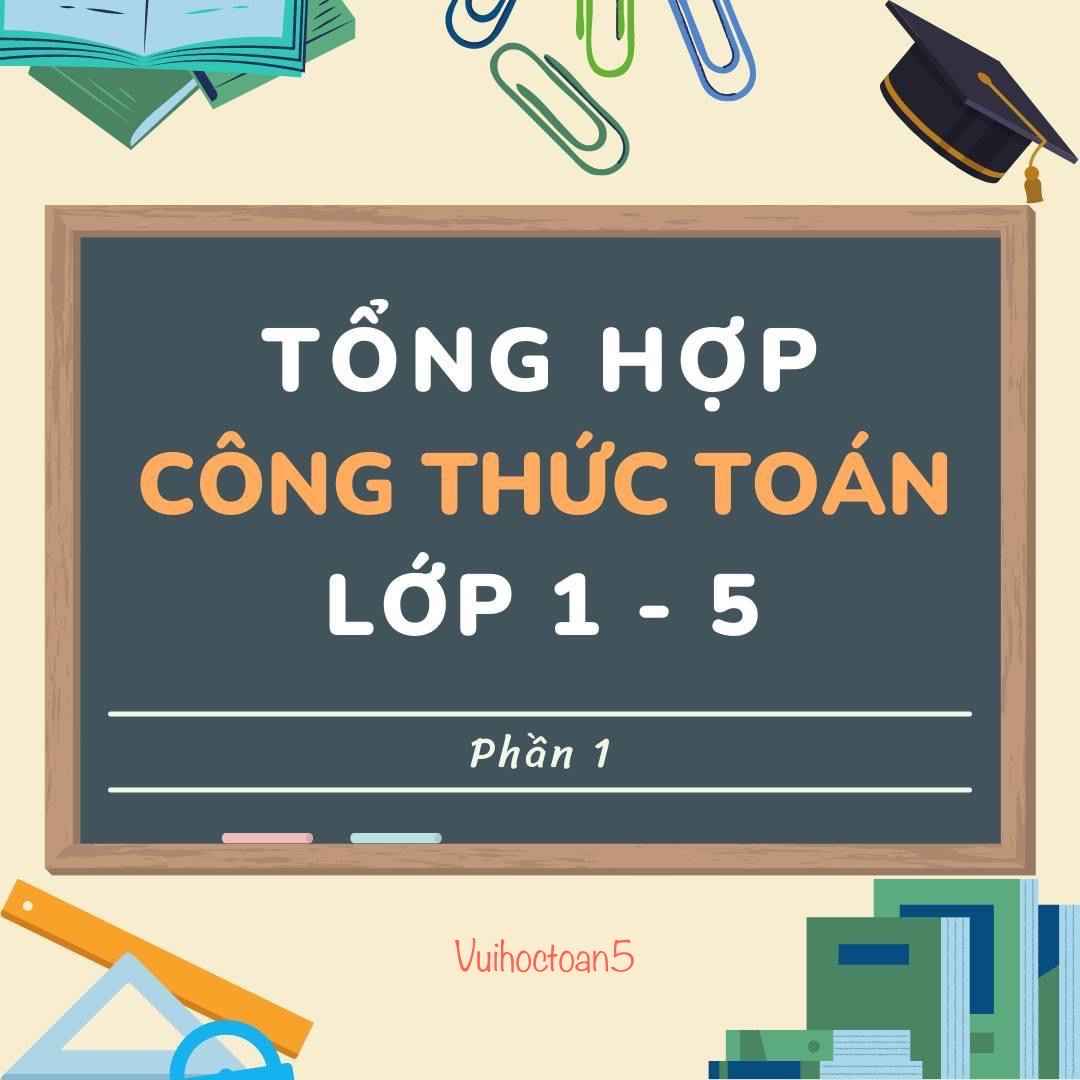 TỔNG HỢP
CÔNG THỨC TOÁN
LỚP 1 - 5
Phần 1
Vuihoctoan5